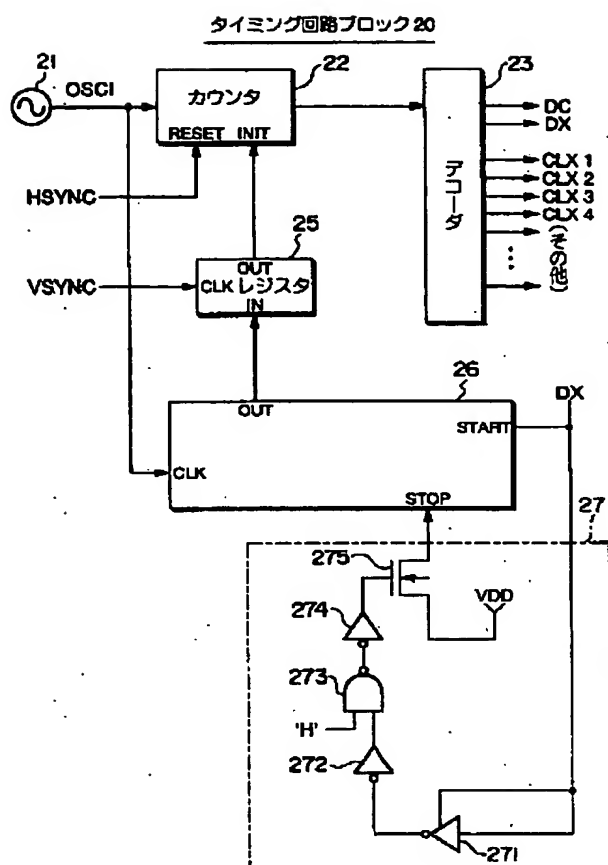 タイミング回路ブロック20
21
OSCI
カウンタ
RESET INIT
22
23
デコーダ
DC
DX
CLX 1
CLX 2
CLX 3
CLX 4
(その他)
HSYNC
VSYNC
25
OUT
CLK レジスタ
IN
26
OUT
START
CLK
STOP
DX
27
275
VDD
274
273
'H'
272
271